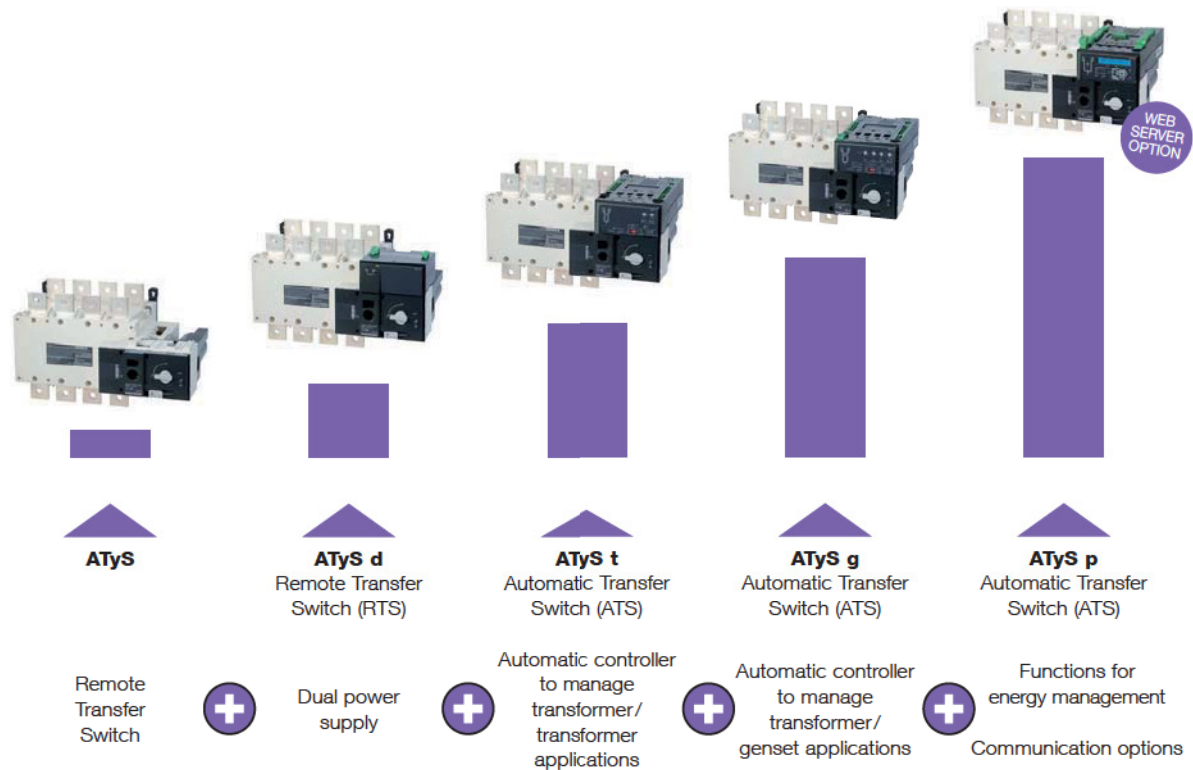 WEB
SERVER
OPTION
ATyS
ATyS d
Remote Transfer
Switch (RTS)
ATyS t
Automatic Transfer
Switch (ATS)
ATyS g
Automatic Transfer
Switch (ATS)
ATyS p
Automatic Transfer
Switch (ATS)
Remote
Transfer
Switch
Dual power
supply
Automatic controller
to manage
transformer/
transformer
applications
Automatic controller
to manage
transformer/
genset applications
Functions for
energy management
Communication options